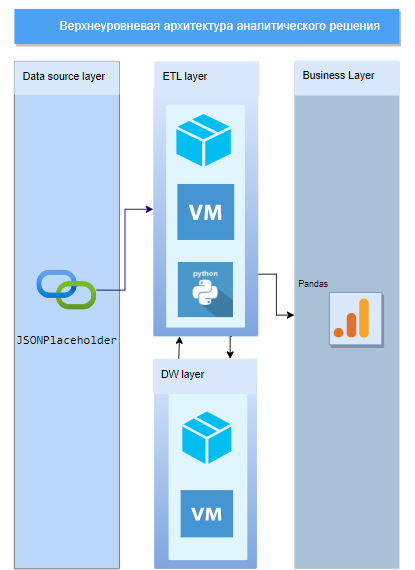 Верхнеуровневая архитектура аналитического решения
Data source layer
ETL layer
Business Layer
VM
python
Pandas
JSONPlaceholder
DW layer
VM